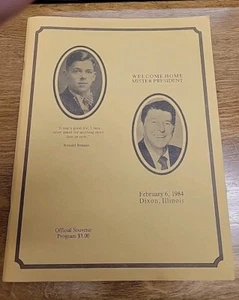 WELCOME HOME
MISTER PRESIDENT
Ronald Reagan
February 6, 1984
Dixon, Illinois
Official Souvenir
Program $1.00